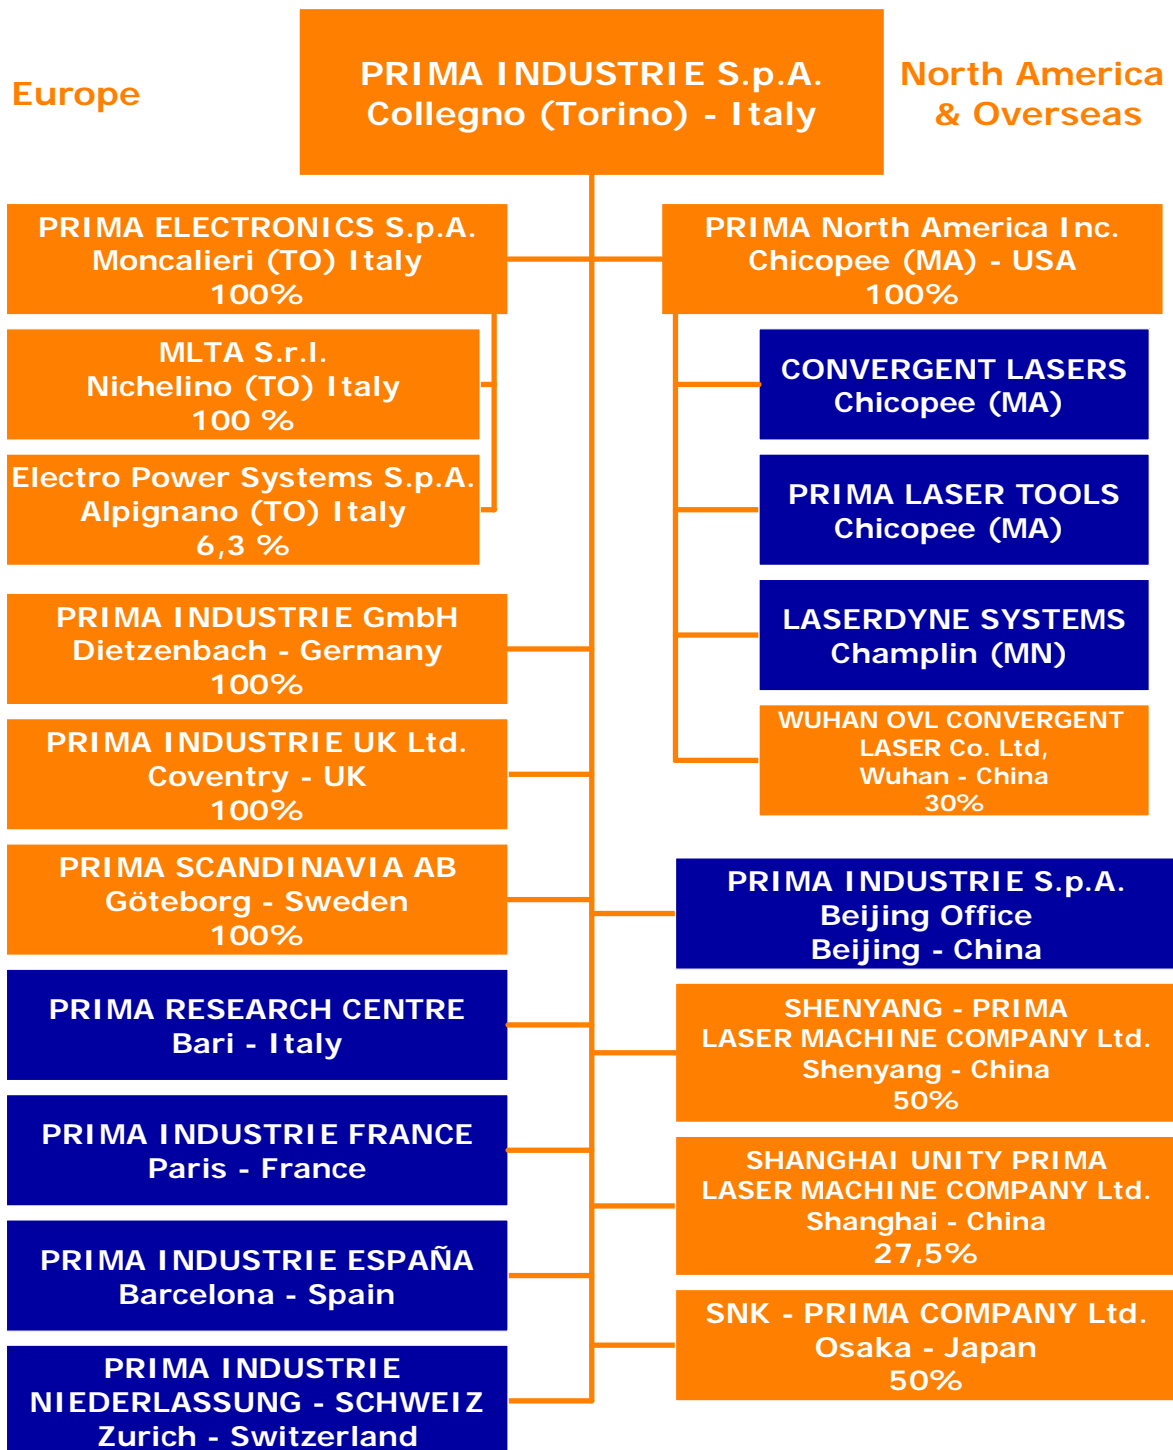 Europe
PRIMA INDUSTRIE S.p.A.
Collegno (Torino) - Italy
North America
& Overseas
PRIMA ELECTRONICS S.p.A.
Moncalieri (TO) Italy
100%
MLTA S.r.l.
Nichelino (TO) Italy
100 %
Electro Power Systems S.p.A.
Alpignano (TO) Italy
6,3 %
PRIMA INDUSTRIE GmbH
Dietzenbach - Germany
100%
PRIMA INDUSTRIE UK Ltd.
Coventry - UK
100%
PRIMA SCANDINAVIA AB
Göteborg - Sweden
100%
PRIMA RESEARCH CENTRE
Bari - Italy
PRIMA INDUSTRIE FRANCE
Paris - France
PRIMA INDUSTRIE ESPAÑA
Barcelona - Spain
PRIMA INDUSTRIE
NIEDERLASSUNG - SCHWEIZ
Zurich - Switzerland
PRIMA North America Inc.
Chicopee (MA) - USA
100%
CONVERGENT LASERS
Chicopee (MA)
PRIMA LASER TOOLS
Chicopee (MA)
LASERDYNE SYSTEMS
Champlin (MN)
WUHAN OVL CONVERGENT
LASER Co. Ltd,
Wuhan - China
30%
PRIMA INDUSTRIE S.p.A.
Beijing Office
Beijing - China
SHENYANG - PRIMA
LASER MACHINE COMPANY Ltd.
Shenyang - China
50%
SHANGHAI UNITY PRIMA
LASER MACHINE COMPANY Ltd.
Shanghai - China
27,5%
SNK - PRIMA COMPANY Ltd.
Osaka - Japan
50%